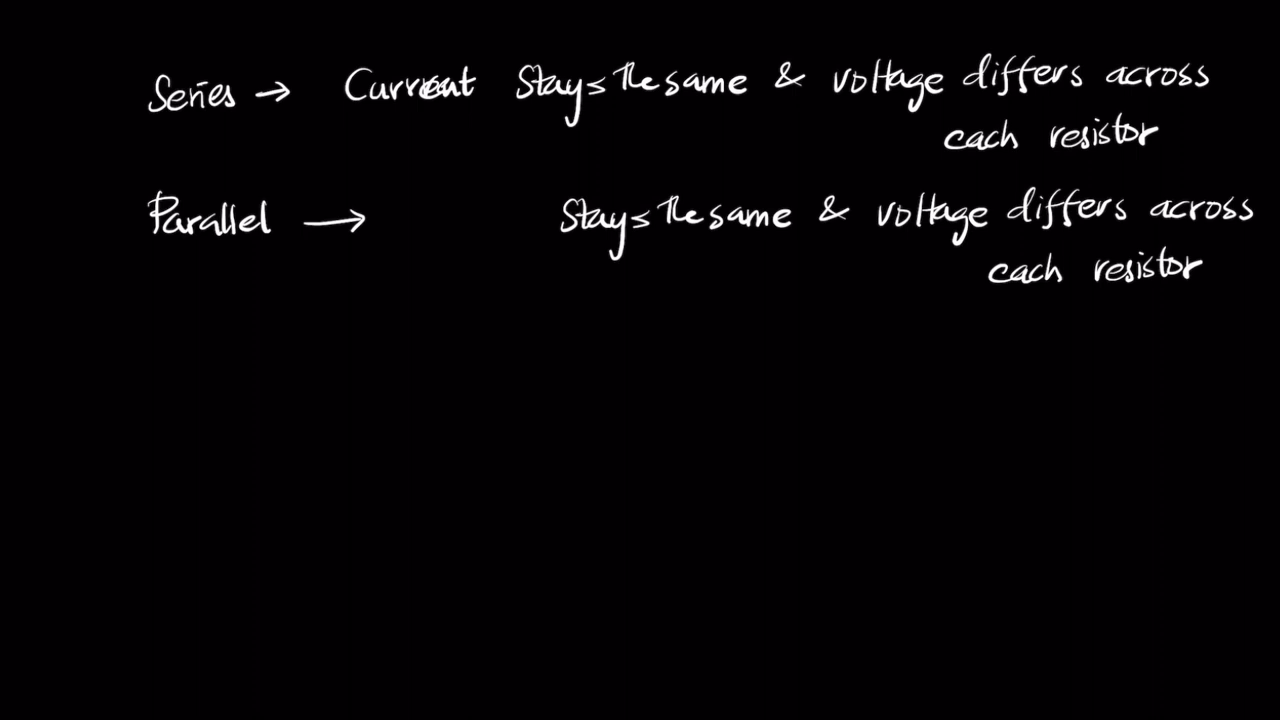 Series → Current Stays the same & voltage differs across
each resistor
Parallel → Stays the same & voltage differs across
each resistor